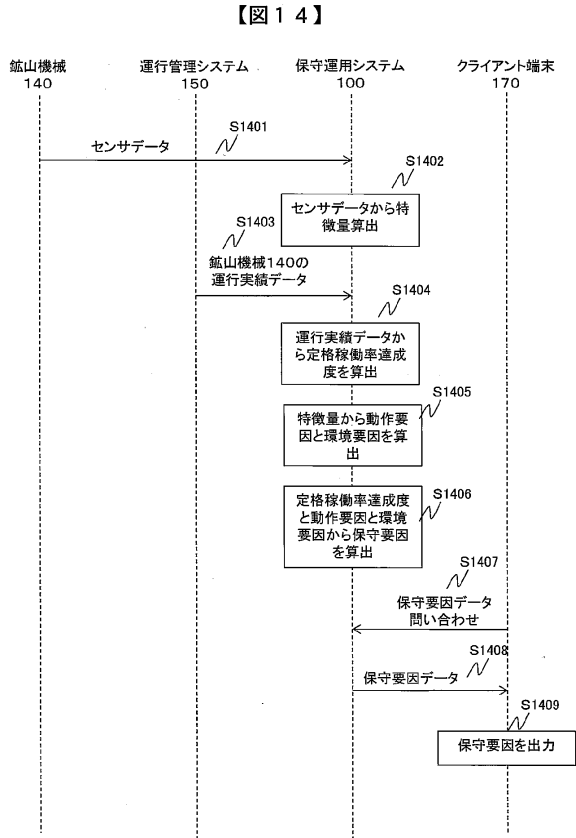 【図１４】
鉱山機械
140
運行管理システム
150
保守運用システム
100
クライアント端末
170
S1401
センサデータ
S1402
センサデータから特
徴量算出
S1403
鉱山機械１４０の
運行実績データ
S1404
運行実績データか
ら定格稼働率達成
度を算出
S1405
特徴量から動作要
因と環境要因を算
出
S1406
定格稼働率達成度
と動作要因と環境
要因から保守要因
を算出
S1407
保守要因データ
問い合わせ
S1408
保守要因データ
S1409
保守要因を出力